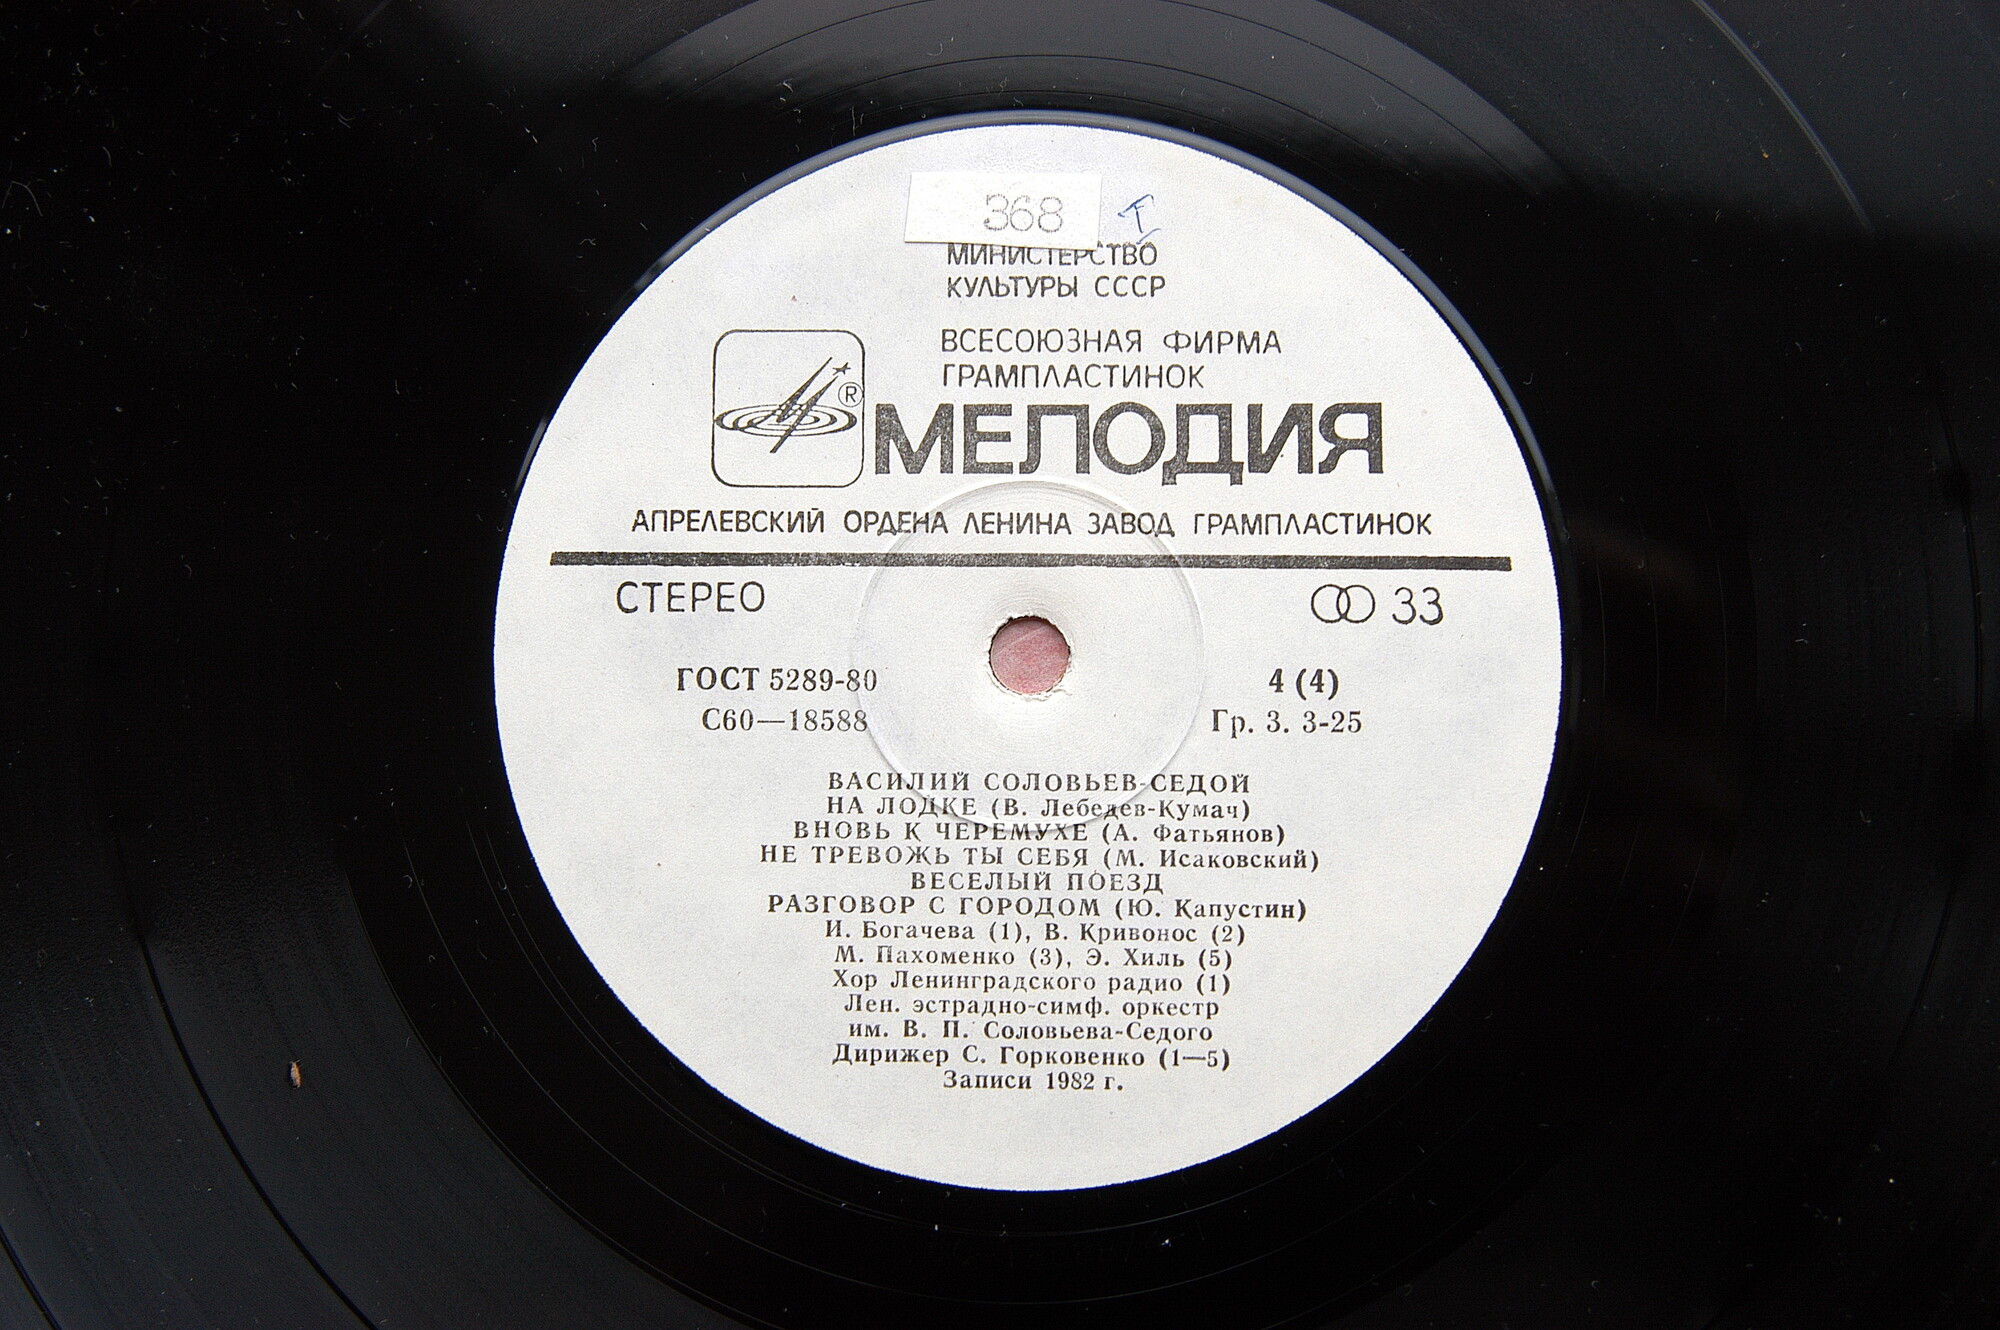 368
МИНИСТЕРСТВО
КУЛЬТУРЫ СССР
ВСЕСОЮЗНАЯ ФИРМА
ГРАМПЛАСТИНОК
® МЕЛОДИЯ
АПРЕЛЕВСКИЙ ОРДЕНА ЛЕНИНА ЗАВОД ГРАМПЛАСТИНОК
СТЕРЕО 33
ГОСТ 5289-80 4 (4)
С60—18588 Гр. 3. 3-25
ВАСИЛИЙ СОЛОВЬЕВ-СЕДОЙ
НА ЛОДКЕ (В. Лебедев-Кумач)
ВНОВЬ К ЧЕРЕМУХЕ (А. Фатьянов)
НЕ ТРЕВОЖЬ ТЫ СЕБЯ (М. Исаковский)
ВЕСЕЛЫЙ ПОЕЗД
РАЗГОВОР С ГОРОДОМ (Ю. Капустин)
И. Богачева (1), В. Кривонос (2)
М. Пахоменко (3), Э. Хиль (5)
Хор Ленинградского радио (1)
Лен. эстрадно-симф. оркестр
им. В. П. Соловьева-Седого
Дирижер С. Горковенко (1—5)
Записи 1982 г.